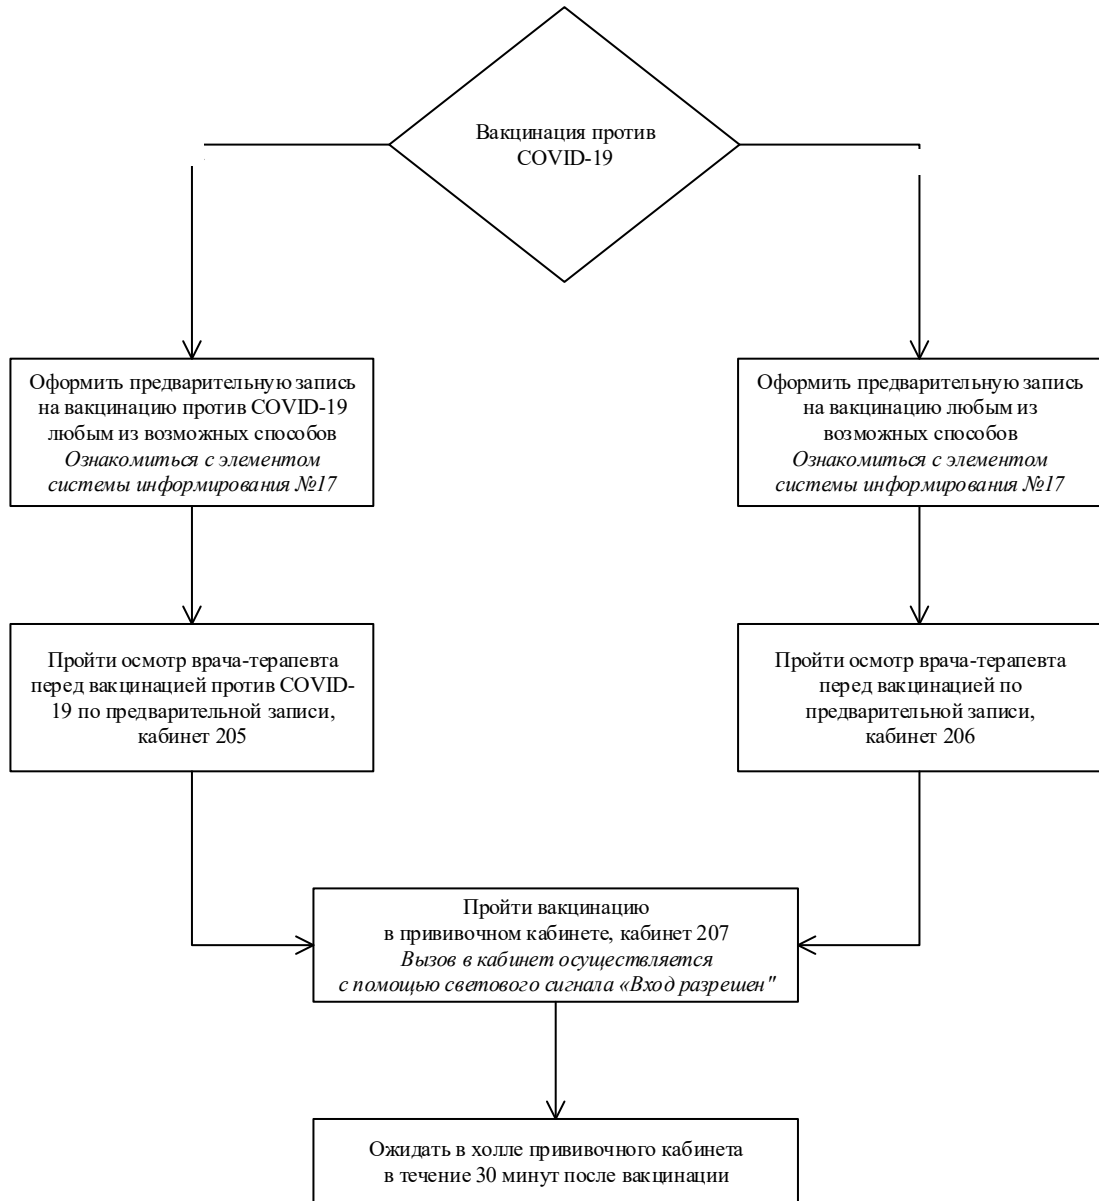 Вакцинация против
COVID-19
Оформить предварительную запись
на вакцинацию против COVID-19
любым из возможных способов
Ознакомиться с элементом
системы информирования №17
Оформить предварительную запись
на вакцинацию любым из
возможных способов
Ознакомиться с элементом
системы информирования №17
Пройти осмотр врача-терапевта
перед вакцинацией против COVID-
19 по предварительной записи,
кабинет 205
Пройти осмотр врача-терапевта
перед вакцинацией по
предварительной записи,
кабинет 206
Пройти вакцинацию
в прививочном кабинете, кабинет 207
Вызов в кабинет осуществляется
с помощью светового сигнала «Вход разрешен"
Ожидать в холле прививочного кабинета
в течение 30 минут после вакцинации